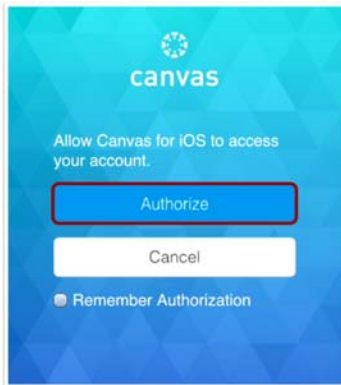 canvas
Allow Canvas for iOS to access
your account.
Authorize
Cancel
Remember Authorization